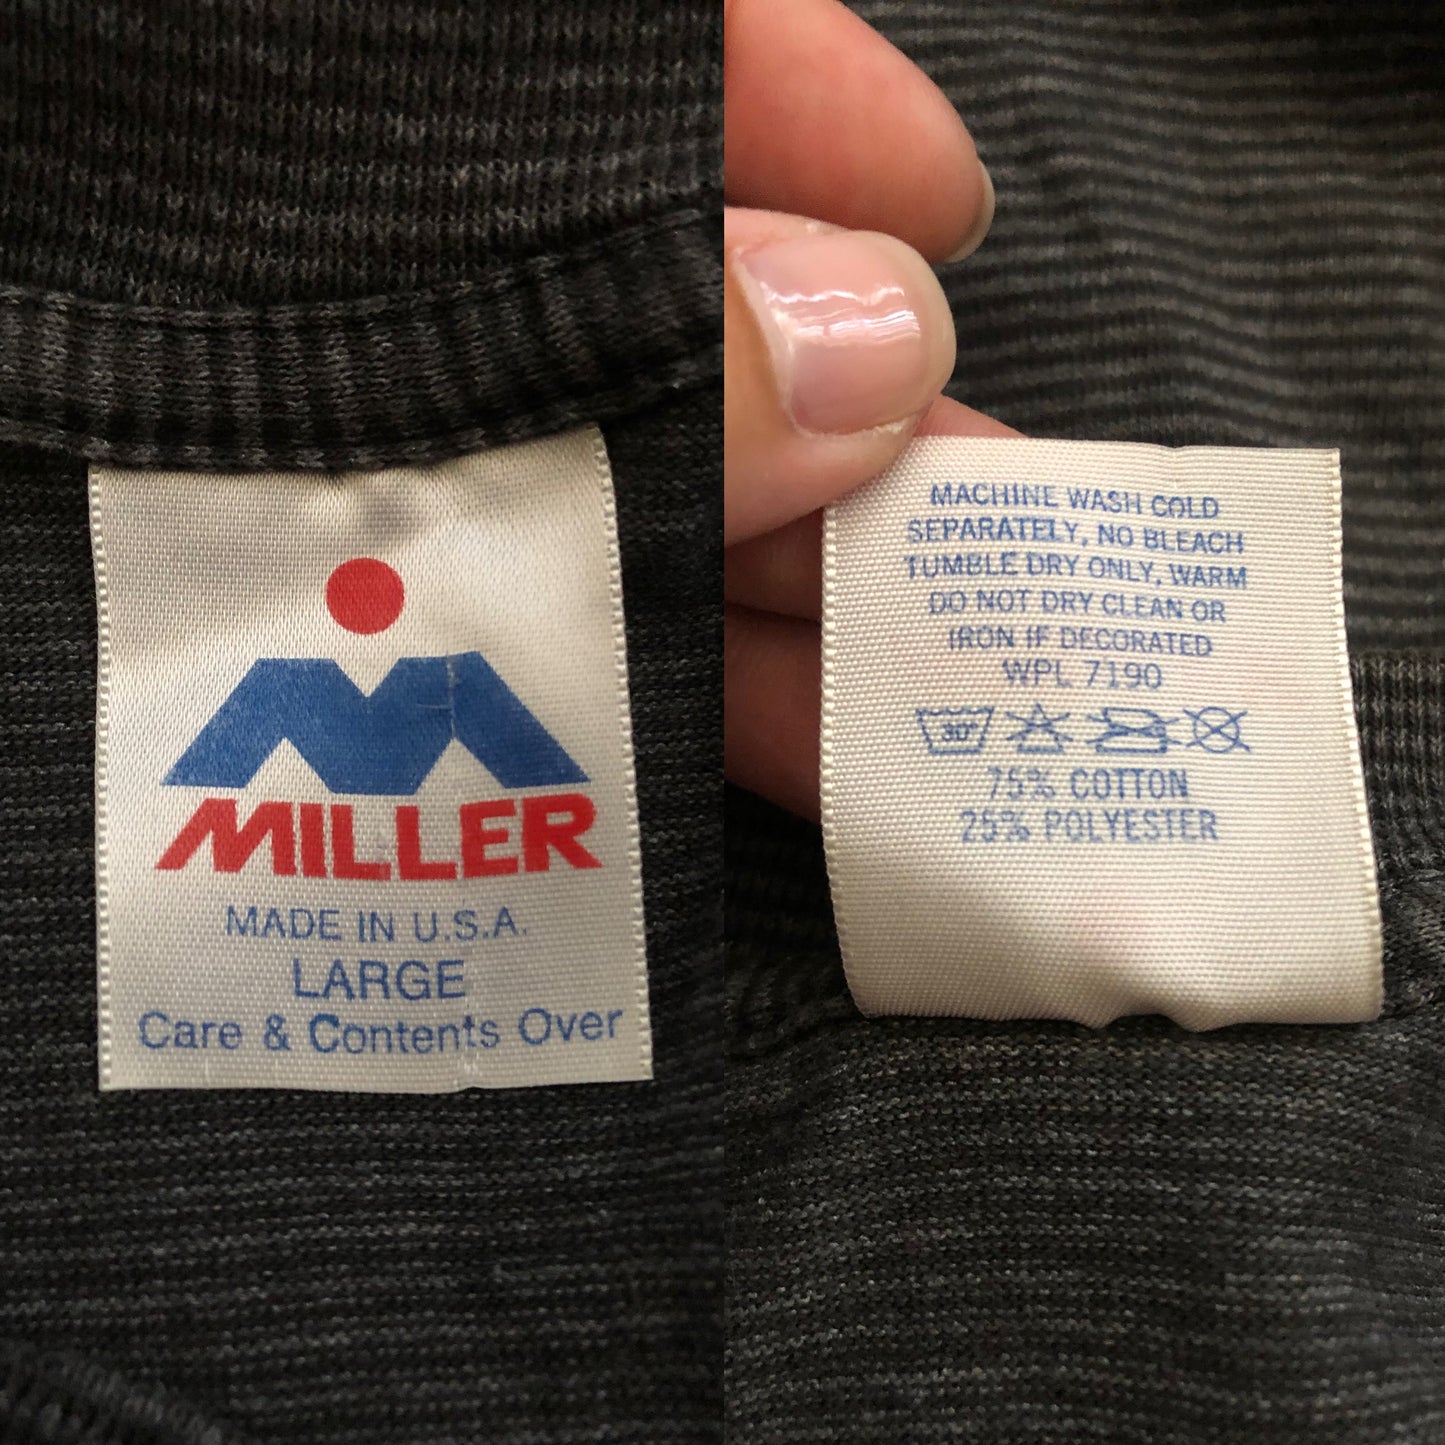 MILLER
MADE IN U.S.A.
LARGE
Care & Contents Over
MACHINE WASH COLD
SEPARATELY, NO BLEACH
TUMBLE DRY ONLY, WARM
DO NOT DRY CLEAN OR
IRON IF DECORATED
WPL 7190
30°
75% COTTON
25% POLYESTER